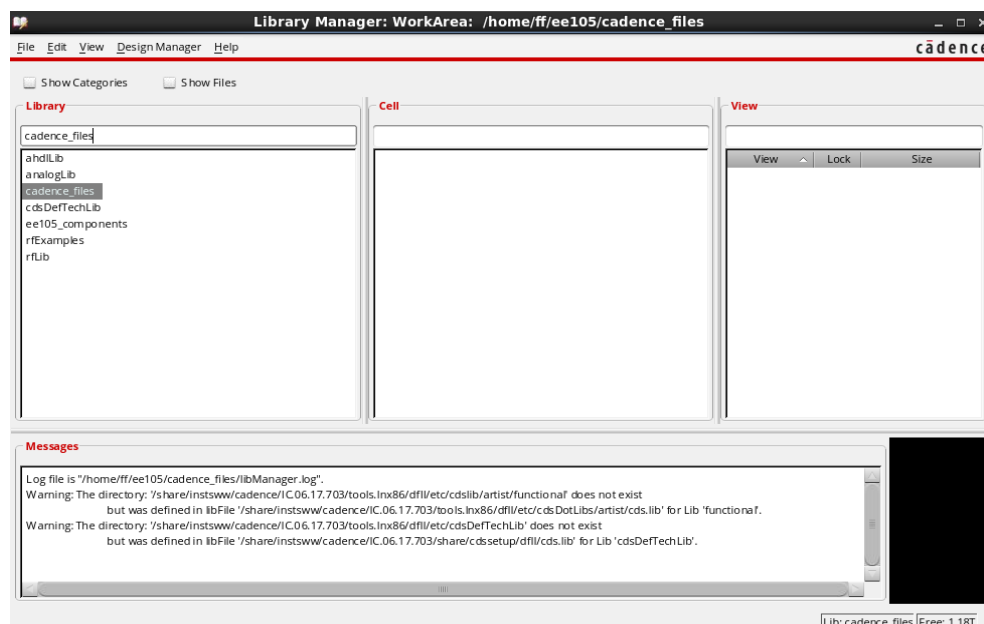 Library Manager: WorkArea: /home/ff/ee105/cadence_files
File Edit View Design Manager Help
cādence
Show Categories Show Files
Library
cadence_files
ahdlLib
analogLib
cadence_files
cdsDefTechLib
ee105_components
rfExamples
rfLib
Cell
View
View Lock Size
Messages
Log file is "/home/ff/ee105/cadence_files/libManager.log".
Warning: The directory: '/share/instsww/cadence/IC.06.17.703/tools.lnx86/dfII/etc/cdslib/artist/functional' does not exist
but was defined in libFile '/share/instsww/cadence/IC.06.17.703/tools.lnx86/dfII/etc/cdsDotLibs/artist/cds.lib' for Lib 'functional'.
Warning: The directory: '/share/instsww/cadence/IC.06.17.703/tools.lnx86/dfII/etc/cdsDefTechLib' does not exist
but was defined in libFile '/share/instsww/cadence/IC.06.17.703/share/cdssetup/dfII/cds.lib' for Lib 'cdsDefTechLib'.
Lib: cadence_files Free: 1.18T